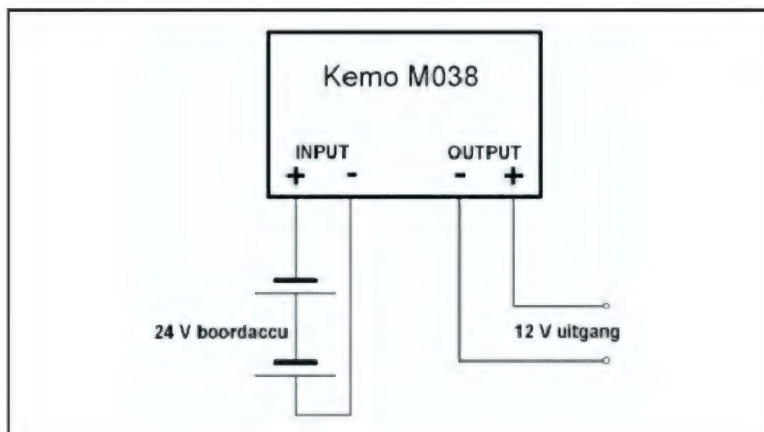 Kemo M038
INPUT OUTPUT
+ - - +
24 V boordaccu 12 V uitgang